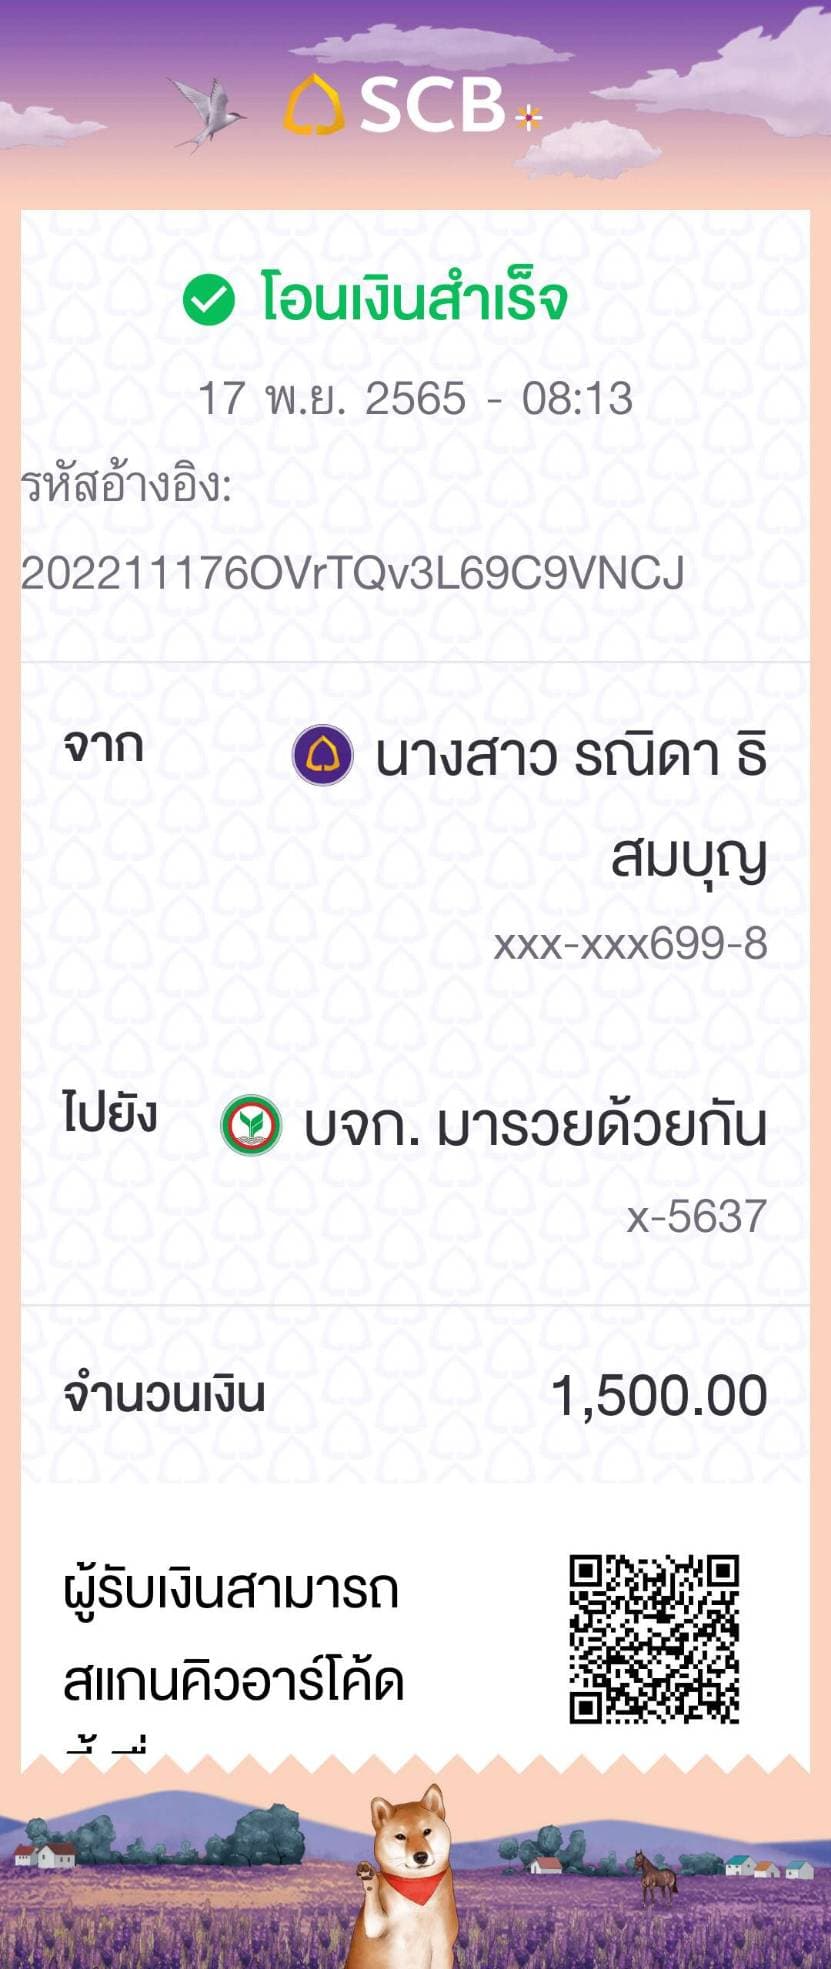 SCB
โอนเงินสำเร็จ
17 พ.ย. 2565 - 08:13
รหัสอ้างอิง:
202211176OVrTQv3L69C9VNCJ
จาก
นางสาว รณิดา ธิ
สมบุญ
xxx-xxx699-8
ไปยัง
บจก. มารวยด้วยกัน
x-5637
จำนวนเงิน
1,500.00
ผู้รับเงินสามารถ
สแกนคิวอาร์โค้ด